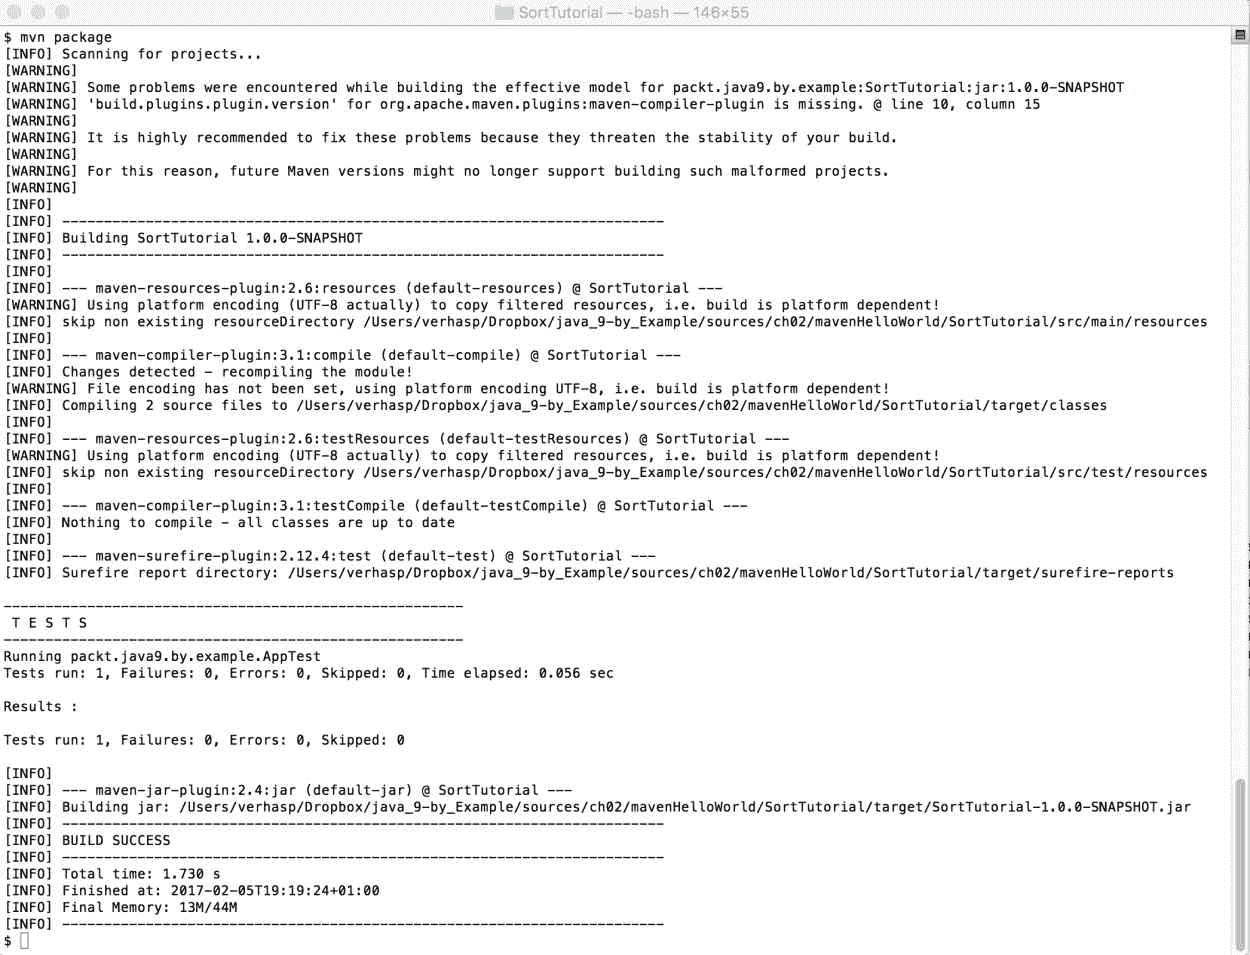 SortTutorial — -bash — 146×55
$ mvn package
[INFO] Scanning for projects...
[WARNING]
[WARNING] Some problems were encountered while building the effective model for packt.java9.by.example:SortTutorial:jar:1.0.0-SNAPSHOT
[WARNING] 'build.plugins.plugin.version' for org.apache.maven.plugins:maven-compiler-plugin is missing. @ line 10, column 15
[WARNING]
[WARNING] It is highly recommended to fix these problems because they threaten the stability of your build.
[WARNING]
[WARNING] For this reason, future Maven versions might no longer support building such malformed projects.
[WARNING]
[INFO]
[INFO] ------------------------------------------------------------------------
[INFO] Building SortTutorial 1.0.0-SNAPSHOT
[INFO] ------------------------------------------------------------------------
[INFO]
[INFO] --- maven-resources-plugin:2.6:resources (default-resources) @ SortTutorial ---
[WARNING] Using platform encoding (UTF-8 actually) to copy filtered resources, i.e. build is platform dependent!
[INFO] skip non existing resourceDirectory /Users/verhasp/Dropbox/java_9-by_Example/sources/ch02/mavenHelloWorld/SortTutorial/src/main/resources
[INFO]
[INFO] --- maven-compiler-plugin:3.1:compile (default-compile) @ SortTutorial ---
[INFO] Changes detected - recompiling the module!
[WARNING] File encoding has not been set, using platform encoding UTF-8, i.e. build is platform dependent!
[INFO] Compiling 2 source files to /Users/verhasp/Dropbox/java_9-by_Example/sources/ch02/mavenHelloWorld/SortTutorial/target/classes
[INFO]
[INFO] --- maven-resources-plugin:2.6:testResources (default-testResources) @ SortTutorial ---
[WARNING] Using platform encoding (UTF-8 actually) to copy filtered resources, i.e. build is platform dependent!
[INFO] skip non existing resourceDirectory /Users/verhasp/Dropbox/java_9-by_Example/sources/ch02/mavenHelloWorld/SortTutorial/src/test/resources
[INFO]
[INFO] --- maven-compiler-plugin:3.1:testCompile (default-testCompile) @ SortTutorial ---
[INFO] Nothing to compile - all classes are up to date
[INFO]
[INFO] --- maven-surefire-plugin:2.12.4:test (default-test) @ SortTutorial ---
[INFO] Surefire report directory: /Users/verhasp/Dropbox/java_9-by_Example/sources/ch02/mavenHelloWorld/SortTutorial/target/surefire-reports
-------------------------------------------------------
T E S T S
-------------------------------------------------------
Running packt.java9.by.example.AppTest
Tests run: 1, Failures: 0, Errors: 0, Skipped: 0, Time elapsed: 0.056 sec
Results :
Tests run: 1, Failures: 0, Errors: 0, Skipped: 0
[INFO]
[INFO] --- maven-jar-plugin:2.4:jar (default-jar) @ SortTutorial ---
[INFO] Building jar: /Users/verhasp/Dropbox/java_9-by_Example/sources/ch02/mavenHelloWorld/SortTutorial/target/SortTutorial-1.0.0-SNAPSHOT.jar
[INFO] ------------------------------------------------------------------------
[INFO] BUILD SUCCESS
[INFO] ------------------------------------------------------------------------
[INFO] Total time: 1.730 s
[INFO] Finished at: 2017-02-05T19:19:24+01:00
[INFO] Final Memory: 13M/44M
[INFO] ------------------------------------------------------------------------
$